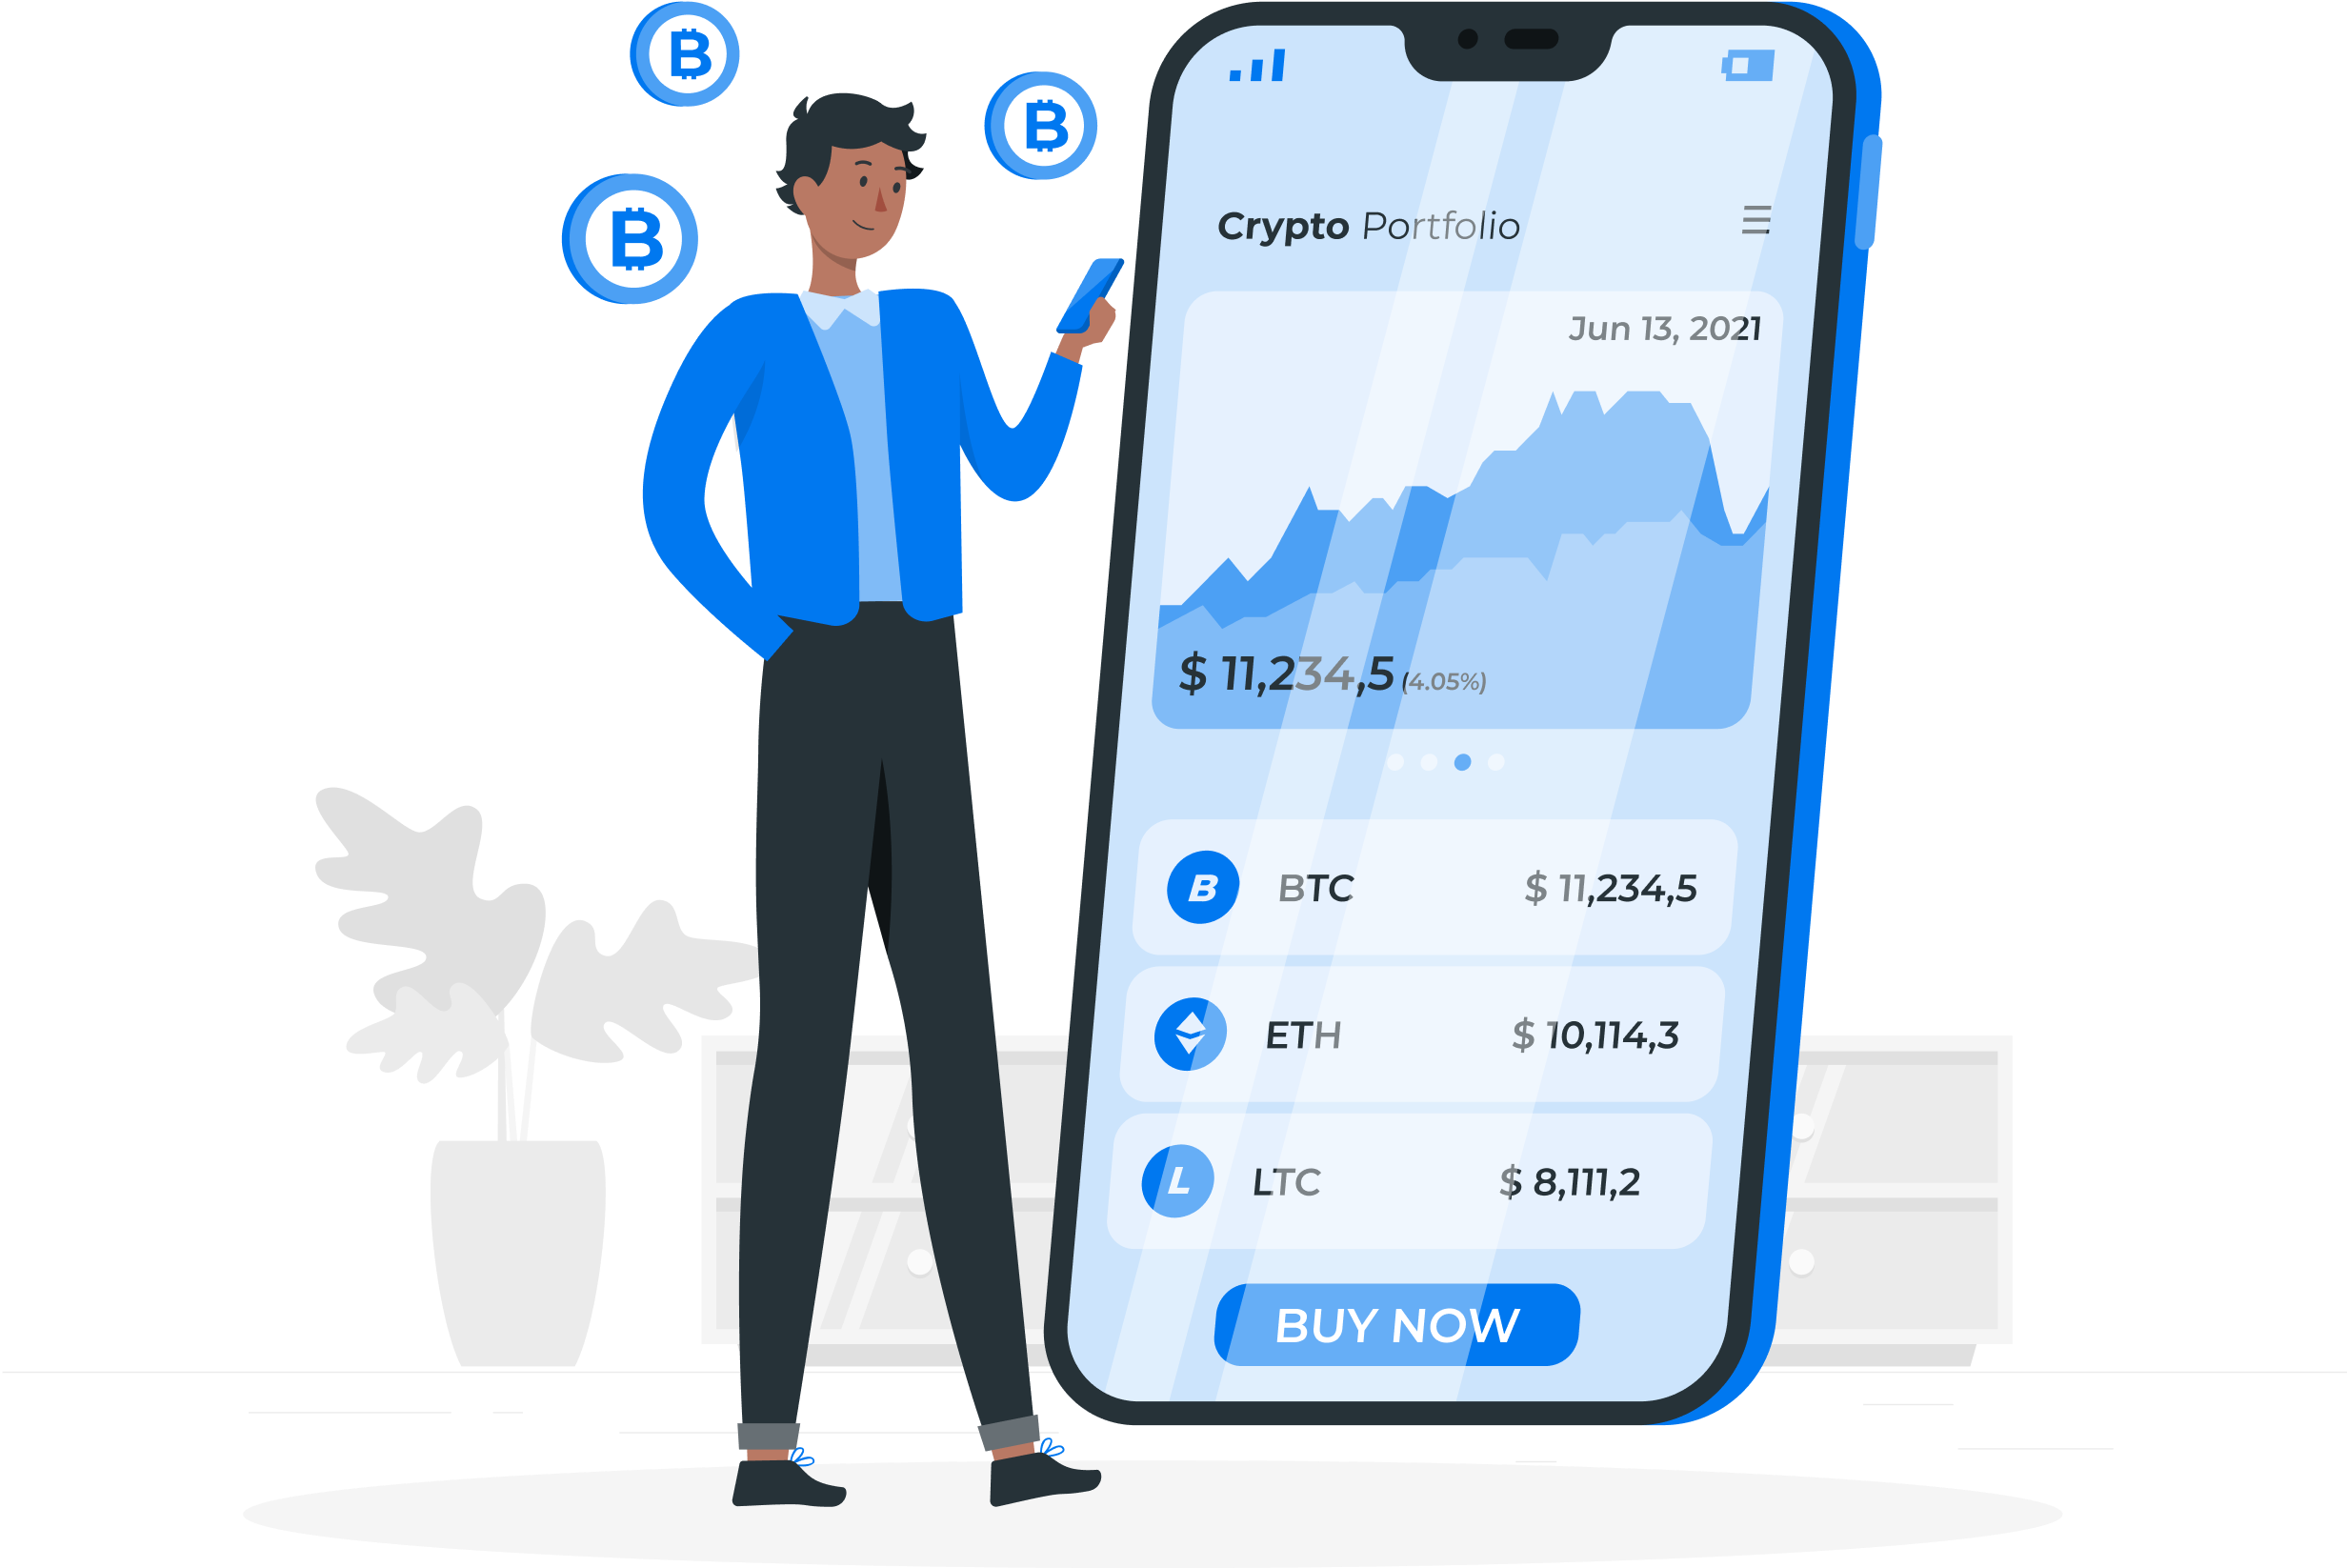 Crypto Portfolio
Jun 13, 2021
$ 11,234,5 (4.05%)
BTC $ 11,234,5
ETH $ 10,114,3
L LTC $ 8,111,2
BUY NOW